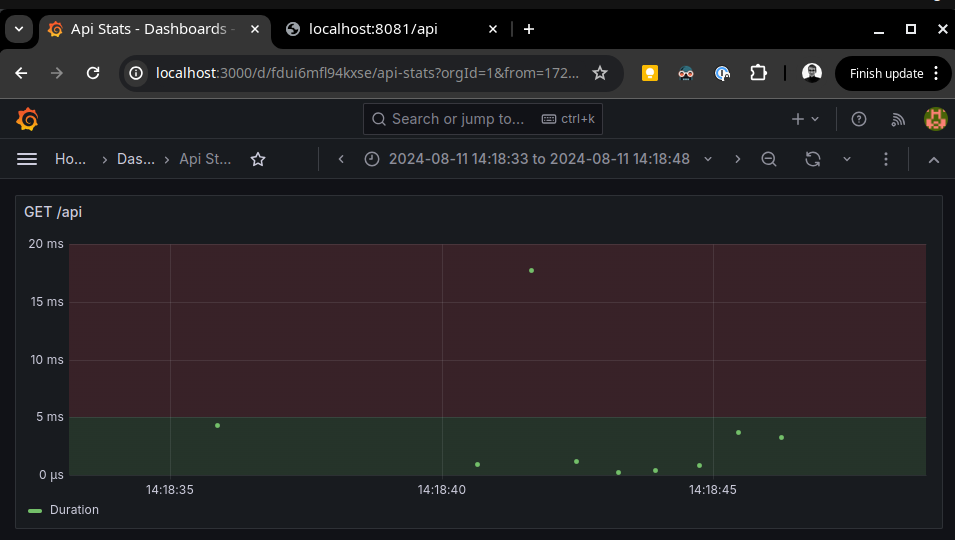 Api Stats - Dashboards -
localhost:8081/api
localhost:3000/d/fdui6mfl94kxse/api-stats?orgId=1&from=172...
Finish update
Search or jump to...
ctrl+k
Ho...
Das...
Api St...
2024-08-11 14:18:33 to 2024-08-11 14:18:48
GET /api
20 ms
15 ms
10 ms
5 ms
0 µs
14:18:35
14:18:40
14:18:45
Duration